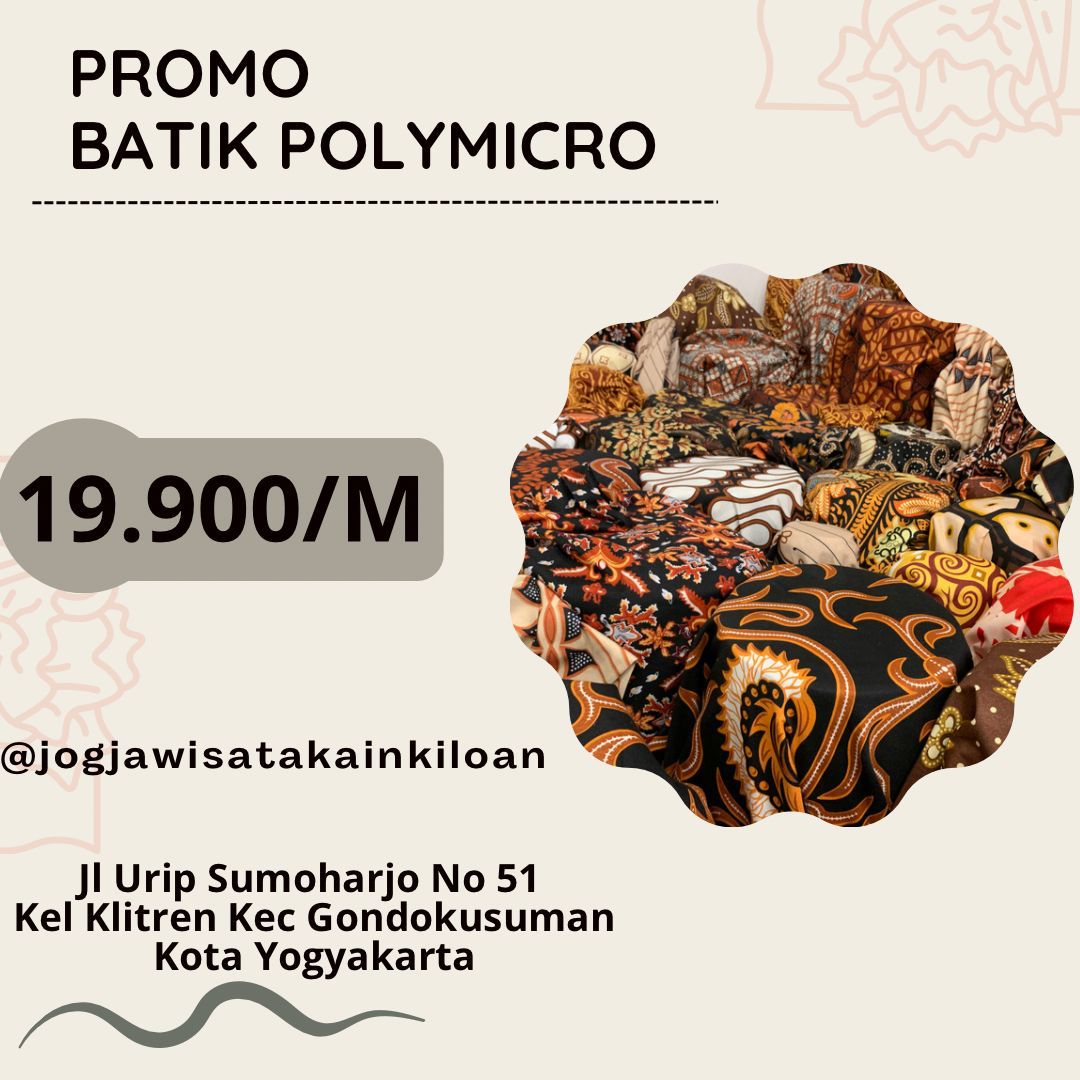 PROMO
BATIK POLYMICRO
19.900/M
@jogjawisatakainkiloan
Jl Urip Sumoharjo No 51
Kel Klitren Kec Gondokusuman
Kota Yogyakarta